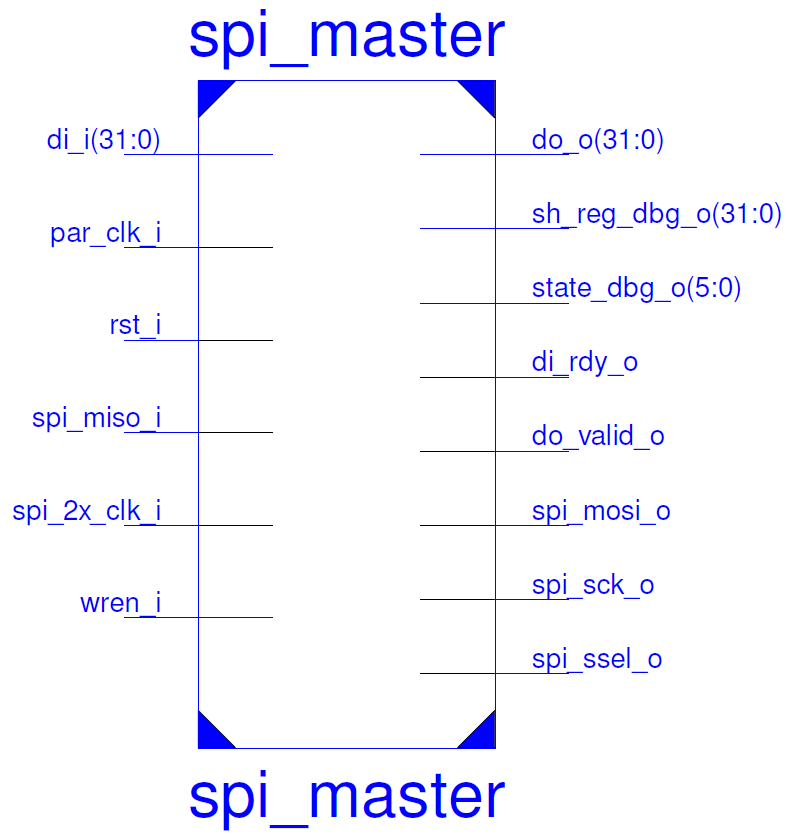 spi_master
di_i(31:0)
do_o(31:0)
sh_reg_dbg_o(31:0)
par_clk_i
state_dbg_o(5:0)
rst_i
di_rdy_o
spi_miso_i
do_valid_o
spi_2x_clk_i
spi_mosi_o
spi_sck_o
wren_i
spi_ssel_o
spi_master